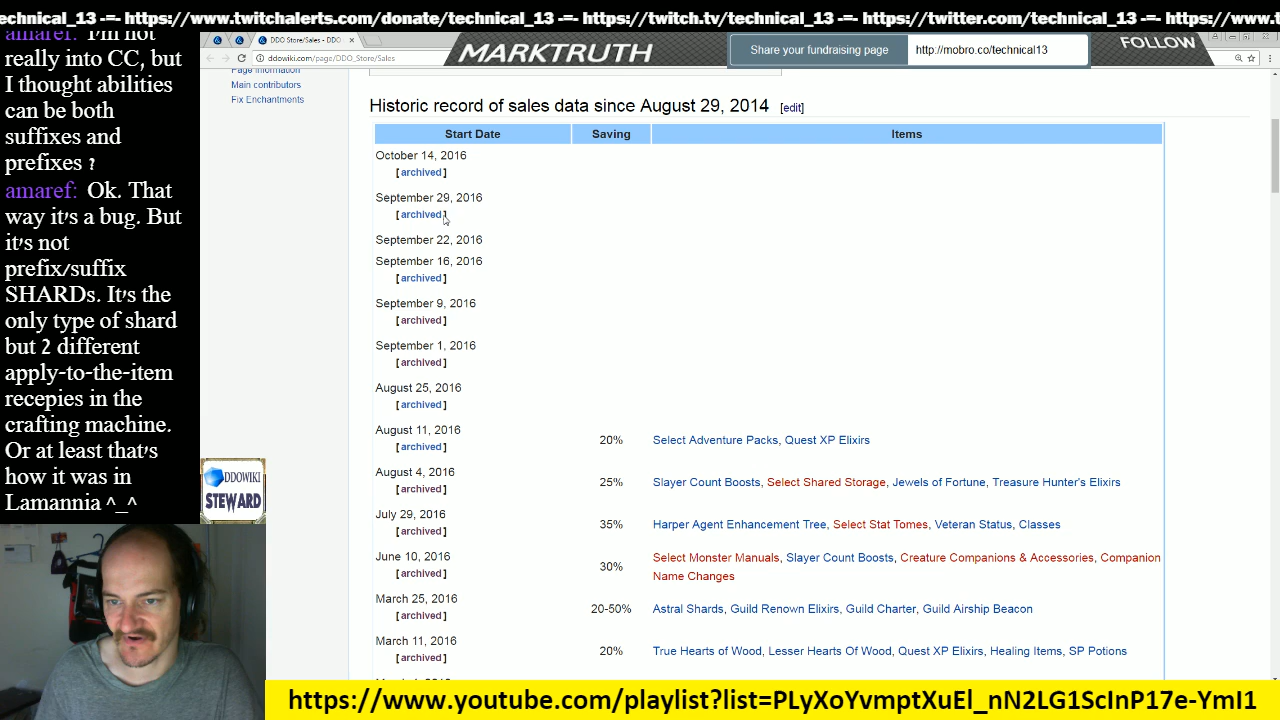 echnical_13 -=- https://www.twitchalerts.com/donate/technical_13 -=- https://twitch.tv/technical_13 -=- https://twitter.com/technical_13 -=- https://www.t
amaref: I'm not
really into CC, but
I thought abilities
can be both
suffixes and
prefixes ?
amaref: Ok. That
way it's a bug. But
it's not
prefix/suffix
SHARDs. It's the
only type of shard
but 2 different
apply-to-the-item
recepies in the
crafting machine.
Or at least that's
how it was in
Lamannia ^_^
DDO Store/Sales - DDO
ddowiki.com/page/DDO_Store/Sales
MARKTRUTH
Share your fundraising page
http://mobro.co/technical13
FOLLOW
Page information
Main contributors
Fix Enchantments
DDOWIKI
STEWARD
Historic record of sales data since August 29, 2014 [edit]
Start Date Saving Items
October 14, 2016
[archived]
September 29, 2016
[archived]
September 22, 2016
September 16, 2016
[archived]
September 9, 2016
[archived]
September 1, 2016
[archived]
August 25, 2016
[archived]
August 11, 2016
[archived]
20% Select Adventure Packs, Quest XP Elixirs
August 4, 2016
[archived]
25% Slayer Count Boosts, Select Shared Storage, Jewels of Fortune, Treasure Hunter's Elixirs
July 29, 2016
[archived]
35% Harper Agent Enhancement Tree, Select Stat Tomes, Veteran Status, Classes
June 10, 2016
[archived]
30% Select Monster Manuals, Slayer Count Boosts, Creature Companions & Accessories, Companion
Name Changes
March 25, 2016
[archived]
20-50% Astral Shards, Guild Renown Elixirs, Guild Charter, Guild Airship Beacon
March 11, 2016
[archived]
20% True Hearts of Wood, Lesser Hearts Of Wood, Quest XP Elixirs, Healing Items, SP Potions
https://www.youtube.com/playlist?list=PLyXoYvmptXuEl_nN2LG1ScInP17e-YmI1